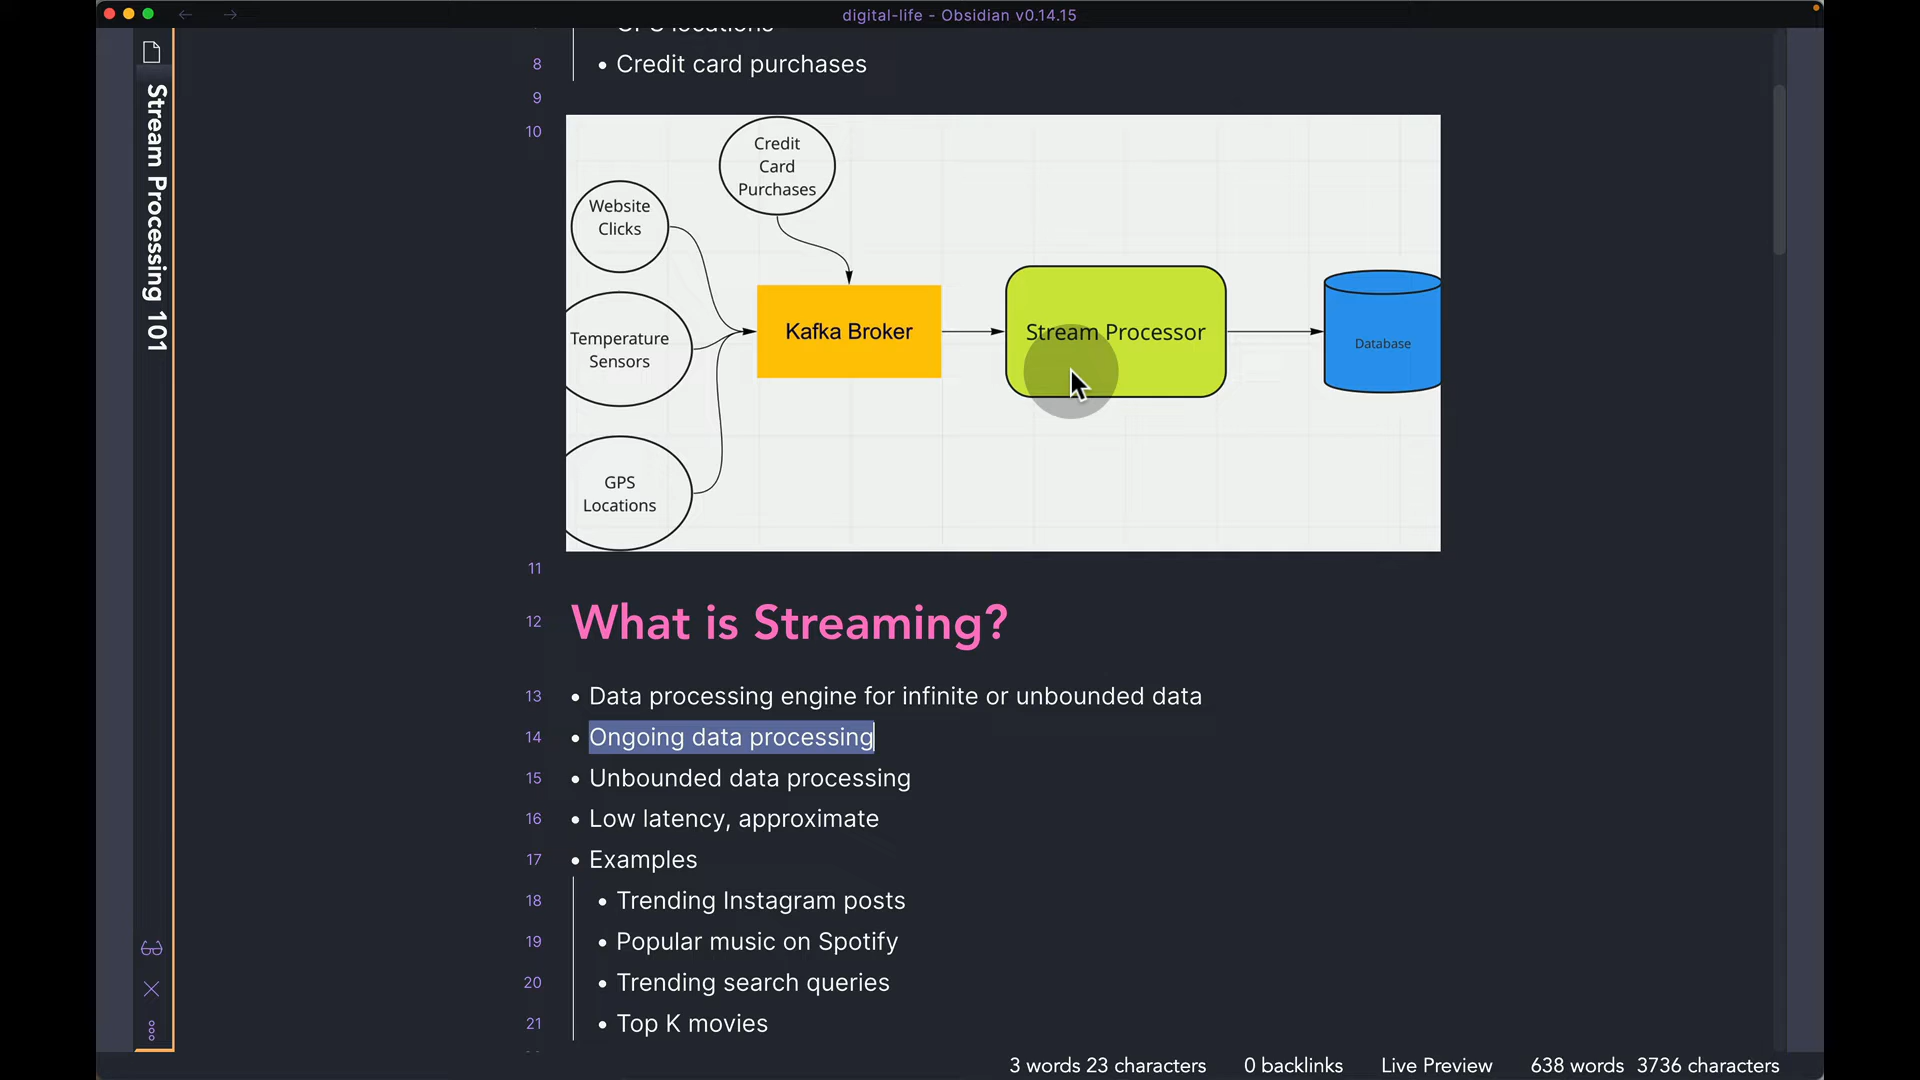 digital-life - Obsidian v0.14.15
Stream Processing 101
8 • Credit card purchases
9
10
Credit
Card
Purchases
Website
Clicks
Temperature
Sensors
GPS
Locations
Kafka Broker
Stream Processor
Database
11
12 What is Streaming?
13 • Data processing engine for infinite or unbounded data
14 • Ongoing data processing
15 • Unbounded data processing
16 • Low latency, approximate
17 • Examples
18 • Trending Instagram posts
19 • Popular music on Spotify
20 • Trending search queries
21 • Top K movies
3 words 23 characters 0 backlinks Live Preview 638 words 3736 characters